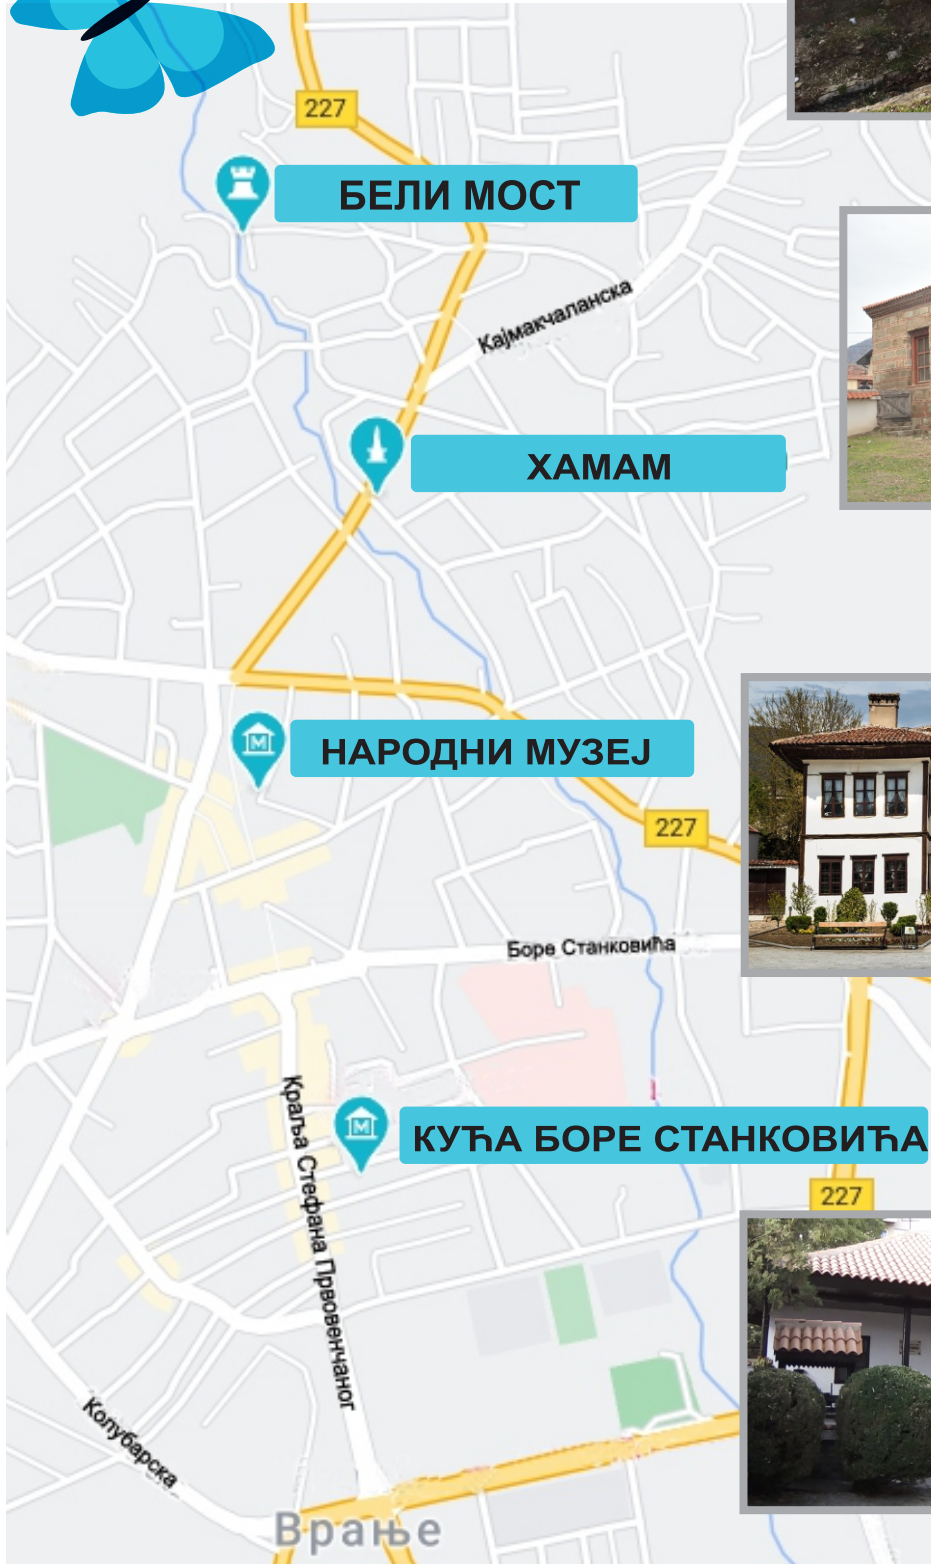 227
БЕЛИ МОСТ
Кајмакчаланска
ХАМАМ
НАРОДНИ МУЗЕЈ
227
Боре Станковића
КУЋА БОРЕ СТАНКОВИЋА
Краља Стефана Првовенчаног
227
Колубарска
Врање